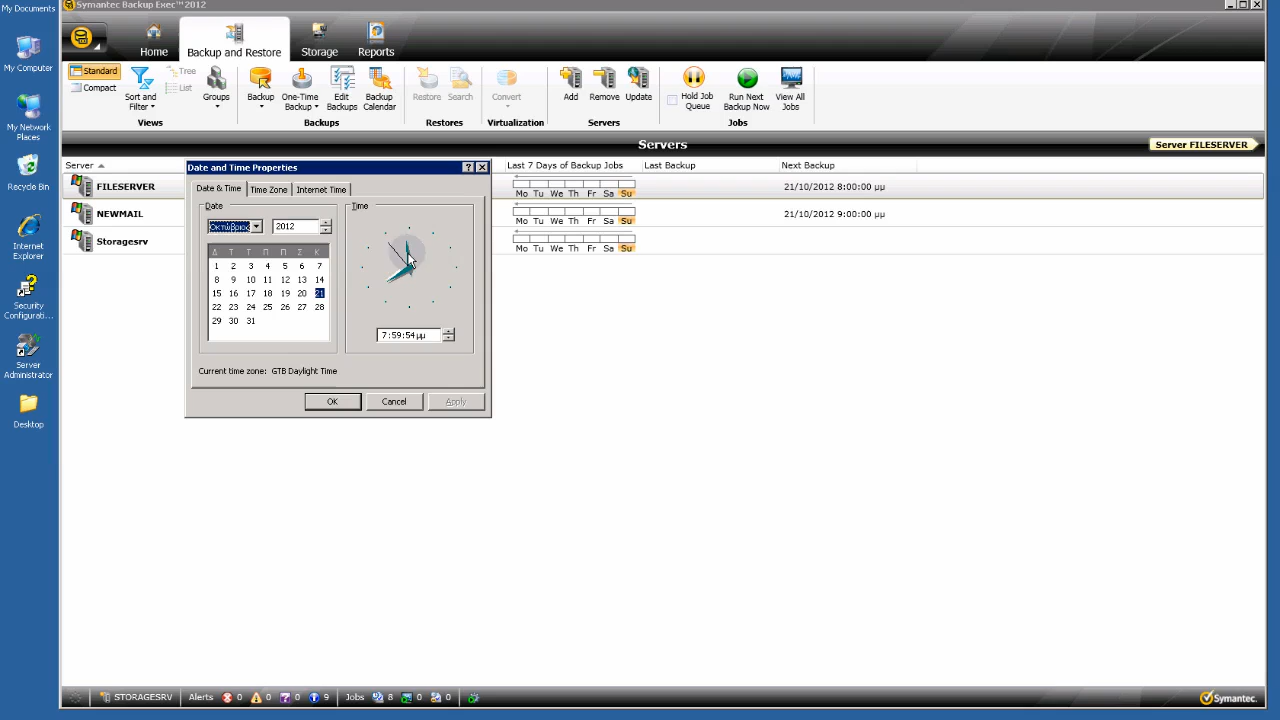 My Documents
Symantec Backup Exec™ 2012
My Computer
My Network Places
Recycle Bin
Internet Explorer
Security Configurati...
Server Administrator
Desktop
Home
Backup and Restore
Storage
Reports
Standard
Compact
Sort and Filter
Tree
List
Groups
Views
Backup
One-Time Backup
Edit Backups
Backup Calendar
Backups
Restore
Search
Restores
Convert
Virtualization
Add
Remove
Update
Servers
Hold Job Queue
Run Next Backup Now
View All Jobs
Jobs
Servers
Server FILESERVER
Server
Last 7 Days of Backup Jobs
Last Backup
Next Backup
FILESERVER
Mo Tu We Th Fr Sa Su
21/10/2012 8:00:00 μμ
NEWMAIL
Mo Tu We Th Fr Sa Su
21/10/2012 9:00:00 μμ
Storagesrv
Mo Tu We Th Fr Sa Su
Date and Time Properties
Date & Time
Time Zone
Internet Time
Date
Οκτώβριος
2012
Δ Τ Τ Π Π Σ Κ
1 2 3 4 5 6 7
8 9 10 11 12 13 14
15 16 17 18 19 20 21
22 23 24 25 26 27 28
29 30 31
Time
7:59:54 μμ
Current time zone: GTB Daylight Time
OK
Cancel
Apply
STORAGESRV
Alerts 0 0 0 9
Jobs 8 0 0
Symantec.